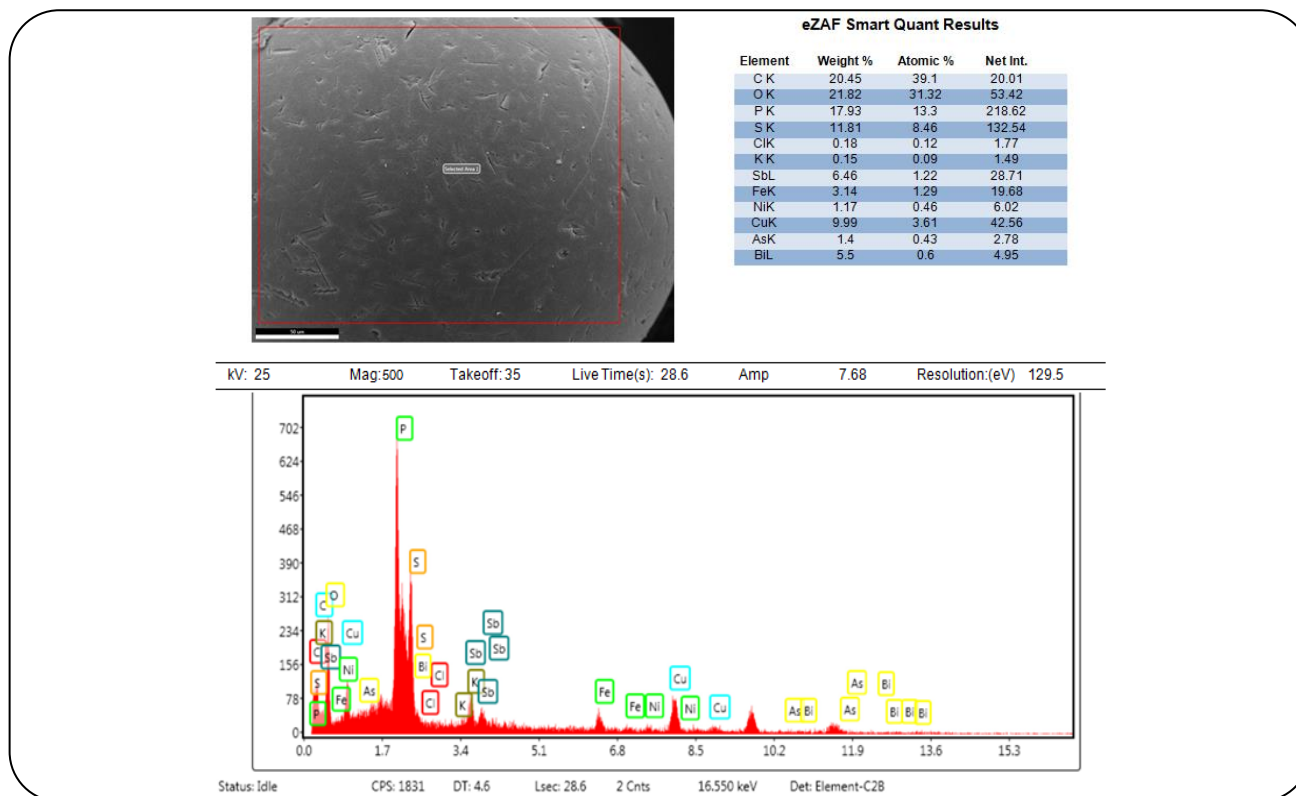 eZAF Smart Quant Results
Element Weight % Atomic % Net Int.
C K 20.45 39.1 20.01
O K 21.82 31.32 53.42
P K 17.93 13.3 218.62
S K 11.81 8.46 132.54
ClK 0.18 0.12 1.77
K K 0.15 0.09 1.49
SbL 6.46 1.22 28.71
FeK 3.14 1.29 19.68
NiK 1.17 0.46 6.02
CuK 9.99 3.61 42.56
AsK 1.4 0.43 2.78
BiL 5.5 0.6 4.95
Selected Area 1
50 um
kV: 25 Mag:500 Takeoff: 35 Live Time(s): 28.6 Amp 7.68 Resolution:(eV) 129.5
702
624
546
468
390
312
234
156
78
0
P
S
O
C
K Cu Sb
S Sb Sb
C Sb Bi Cl K
S Ni As Sb Fe Cu As Bi
Fe Cl K Fe Ni Ni Cu As Bi As Bi Bi Bi
P
0.0 1.7 3.4 5.1 6.8 8.5 10.2 11.9 13.6 15.3
Status: Idle CPS: 1831 DT: 4.6 Lsec: 28.6 2 Cnts 16.550 keV Det: Element-C2B